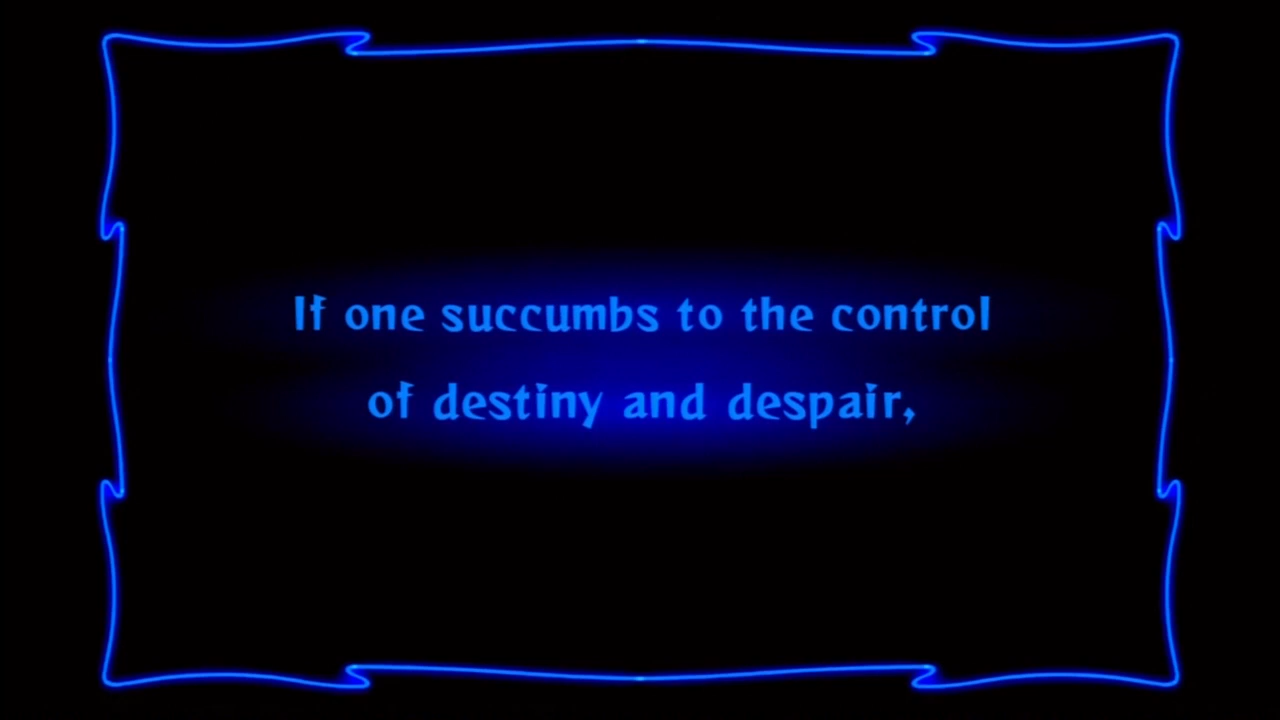 If one succumbs to the control
of destiny and despair,